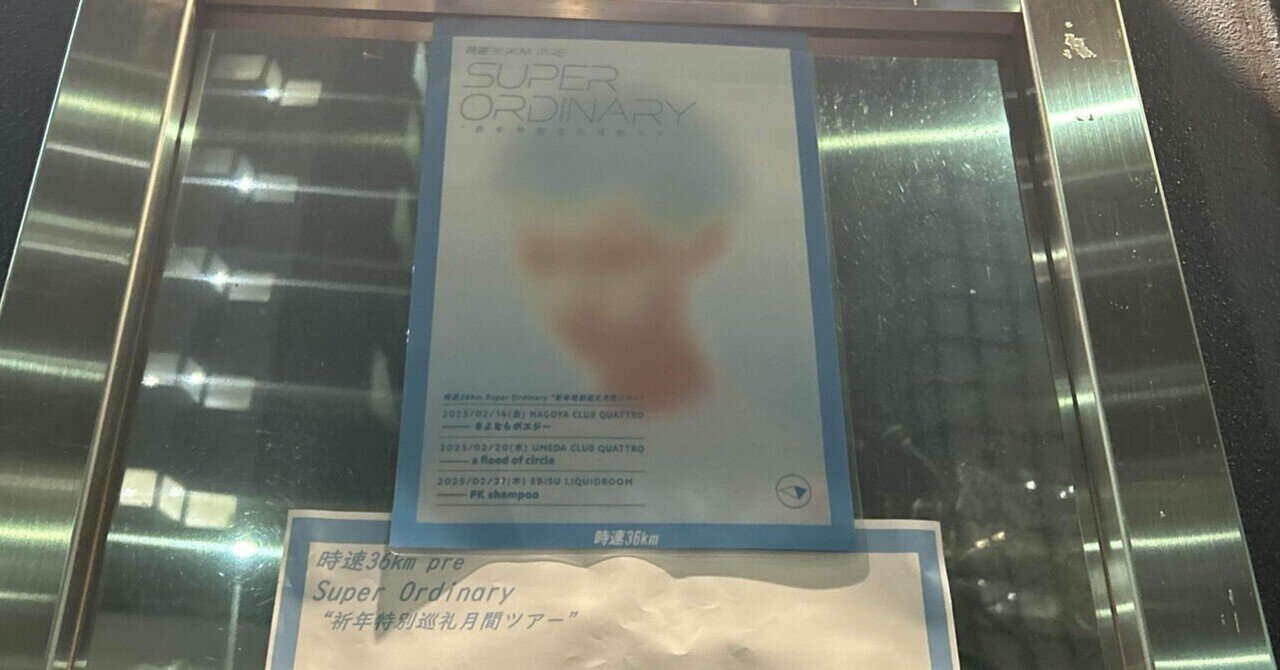 時速36KM PRE
SUPER
ORDINARY
時速36km Super Ordinary “祈年特別巡礼月間ツアー”
2025/02/14(金) NAGOYA CLUB QUATTRO
さよならポエジー
2025/02/20(木) UMEDA CLUB QUATTRO
a flood of circle
2025/02/27(木) EBISU LIQUIDROOM
PK shampoo
時速36km
時速36km pre
Super Ordinary
“祈年特別巡礼月間ツアー”